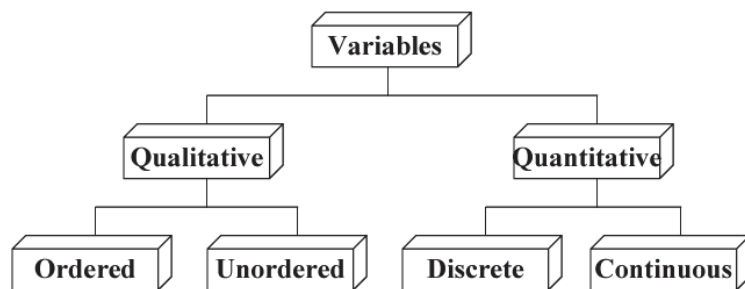 Variables
Qualitative
Quantitative
Ordered
Unordered
Discrete
Continuous